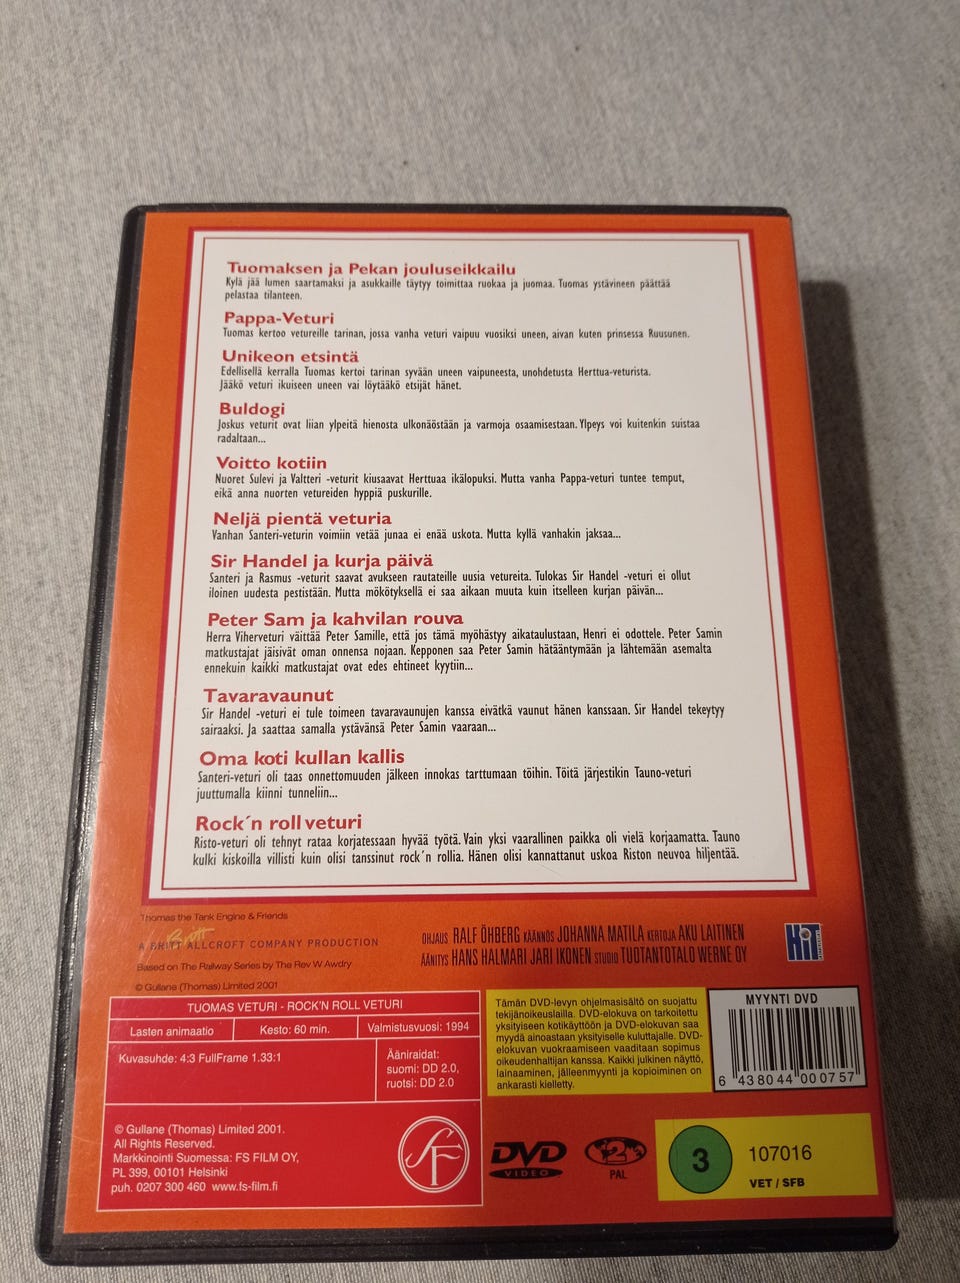 Tuomaksen ja Pekan jouluseikkailu
Kylä jää lumen saartamaksi ja asukkaille täytyy toimittaa ruokaa ja juomaa. Tuomas ystävineen päättää
pelastaa tilanteen.
Pappa-Veturi
Tuomas kertoo vetureille tarinan, jossa vanha veturi vaipuu vuosiksi uneen, aivan kuten prinsessa Ruusunen.
Unikeon etsintä
Edellisellä kerralla Tuomas kertoi tarinan syvään uneen vaipuneesta, unohdetusta Herttua-veturista.
Jääkö veturi ikuiseen uneen vai löytääkö etsijät hänet.
Buldogi
Joskus veturit ovat liian ylpeitä hienosta ulkonäöstään ja varmoja osaamisestaan. Ylpeys voi kuitenkin suistaa
radaltaan...
Voitto kotiin
Nuoret Sulevi ja Valtteri -veturit kiusaavat Herttuaa ikälopuksi. Mutta vanha Pappa-veturi tuntee temput,
eikä anna nuorten vetureiden hyppiä puskurille.
Neljä pientä veturia
Vanhan Santeri-veturin voimiin vetää junaa ei enää uskota. Mutta kyllä vanhakin jaksaa...
Sir Handel ja kurja päivä
Santeri ja Rasmus -veturit saavat avukseen rautateille uusia vetureita. Tulokas Sir Handel -veturi ei ollut
iloinen uudesta pestistään. Mutta mökötyksellä ei saa aikaan muuta kuin itselleen kurjan päivän...
Peter Sam ja kahvilan rouva
Herra Viherveturi väittää Peter Samille, että jos tämä myöhästyy aikataulustaan, Henri ei odottele. Peter Samin
matkustajat jäisivät oman onnensa nojaan. Kepponen saa Peter Samin hätääntymään ja lähtemään asemalta
ennekuin kaikki matkustajat ovat edes ehtineet kyytiin...
Tavaravaunut
Sir Handel -veturi ei tule toimeen tavaravaunujen kanssa eivätkä vaunut hänen kanssaan. Sir Handel tekeytyy
sairaaksi. Ja saattaa samalla ystävänsä Peter Samin vaaraan...
Oma koti kullan kallis
Santeri-veturi oli taas onnettomuuden jälkeen innokas tarttumaan töihin. Töitä järjestikin Tauno-veturi
juuttumalla kiinni tunneliin...
Rock´n roll veturi
Risto-veturi oli tehnyt rataa korjatessaan hyvää työtä. Vain yksi vaarallinen paikka oli vielä korjaamatta. Tauno
kulki kiskoilla villisti kuin olisi tanssinut rock´n rollia. Hänen olisi kannattanut uskoa Riston neuvoa hiljentää.
Thomas the Tank Engine & Friends
A BRITT ALLCROFT COMPANY PRODUCTION
Based on The Railway Series by The Rev W Awdry
© Gullane (Thomas) Limited 2001
OHJAUS RALF ÖHBERG KÄÄNNÖS JOHANNA MATILA KERTOJA AKU LAITINEN
ÄÄNITYS HANS HALMARI JARI IKONEN STUDIO TUOTANTOTALO WERNE OY
HiT
TUOMAS VETURI - ROCK'N ROLL VETURI
Lasten animaatio
Kesto: 60 min.
Valmistusvuosi: 1994
Kuvasuhde: 4:3 FullFrame 1.33:1
Ääniraidat:
suomi: DD 2.0,
ruotsi: DD 2.0
© Gullane (Thomas) Limited 2001.
All Rights Reserved.
Markkinointi Suomessa: FS FILM OY,
PL 399, 00101 Helsinki
puh. 0207 300 460 www.fs-film.fi
SF
Tämän DVD-levyn ohjelmasisältö on suojattu
tekijänoikeuslailla. DVD-elokuva on tarkoitettu
yksityiseen kotikäyttöön ja DVD-elokuvan saa
myydä ainoastaan yksityiselle kuluttajalle. DVD-
elokuvan vuokraamiseen vaaditaan sopimus
oikeudenhaltijan kanssa. Kaikki julkinen näyttö,
lainaaminen, jälleenmyynti ja kopioiminen on
ankarasti kielletty.
MYYNTI DVD
6 438044 000757
DVD
VIDEO
2
PAL
3
107016
VET / SFB